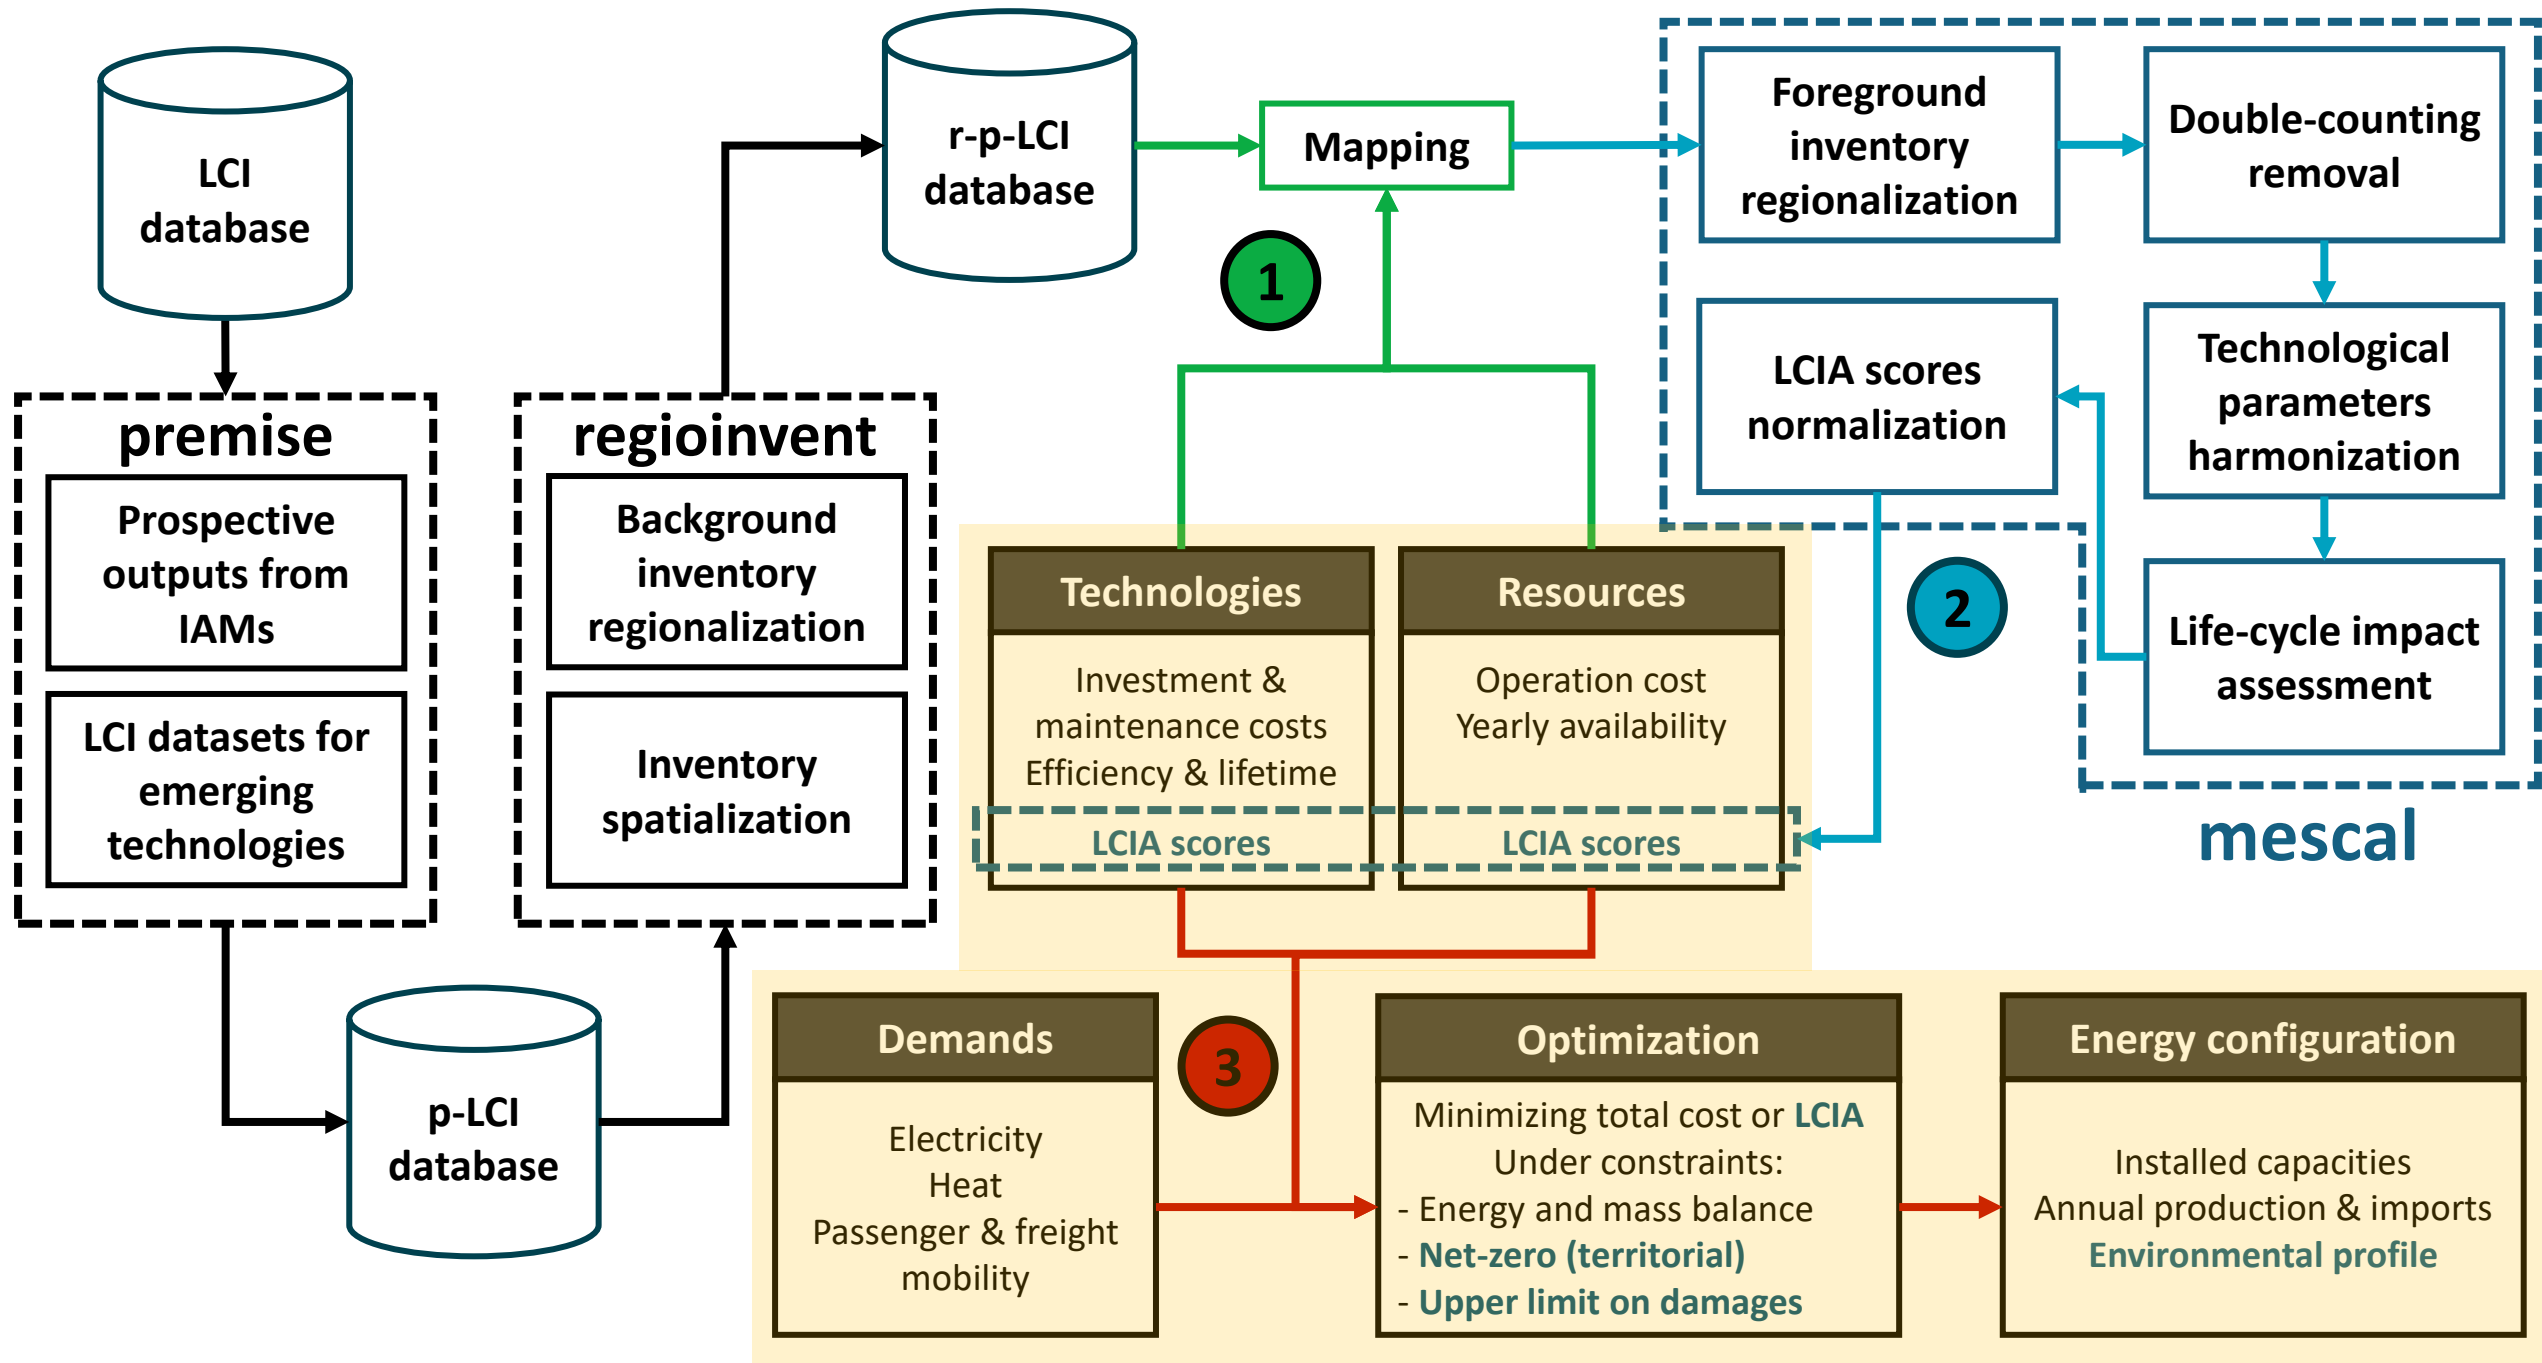 LCI
database
premise
Prospective
outputs from
IAMs
LCI datasets for
emerging
technologies
p-LCI
database
regioinvent
Background
inventory
regionalization
Inventory
spatialization
r-p-LCI
database
Mapping
1
Foreground
inventory
regionalization
Double-counting
removal
Technological
parameters
harmonization
Life-cycle impact
assessment
LCIA scores
normalization
mescal
2
Technologies
Investment &
maintenance costs
Efficiency & lifetime
LCIA scores
Resources
Operation cost
Yearly availability
LCIA scores
3
Demands
Electricity
Heat
Passenger & freight
mobility
Optimization
Minimizing total cost or LCIA
Under constraints:
- Energy and mass balance
- Net-zero (territorial)
- Upper limit on damages
Energy configuration
Installed capacities
Annual production & imports
Environmental profile